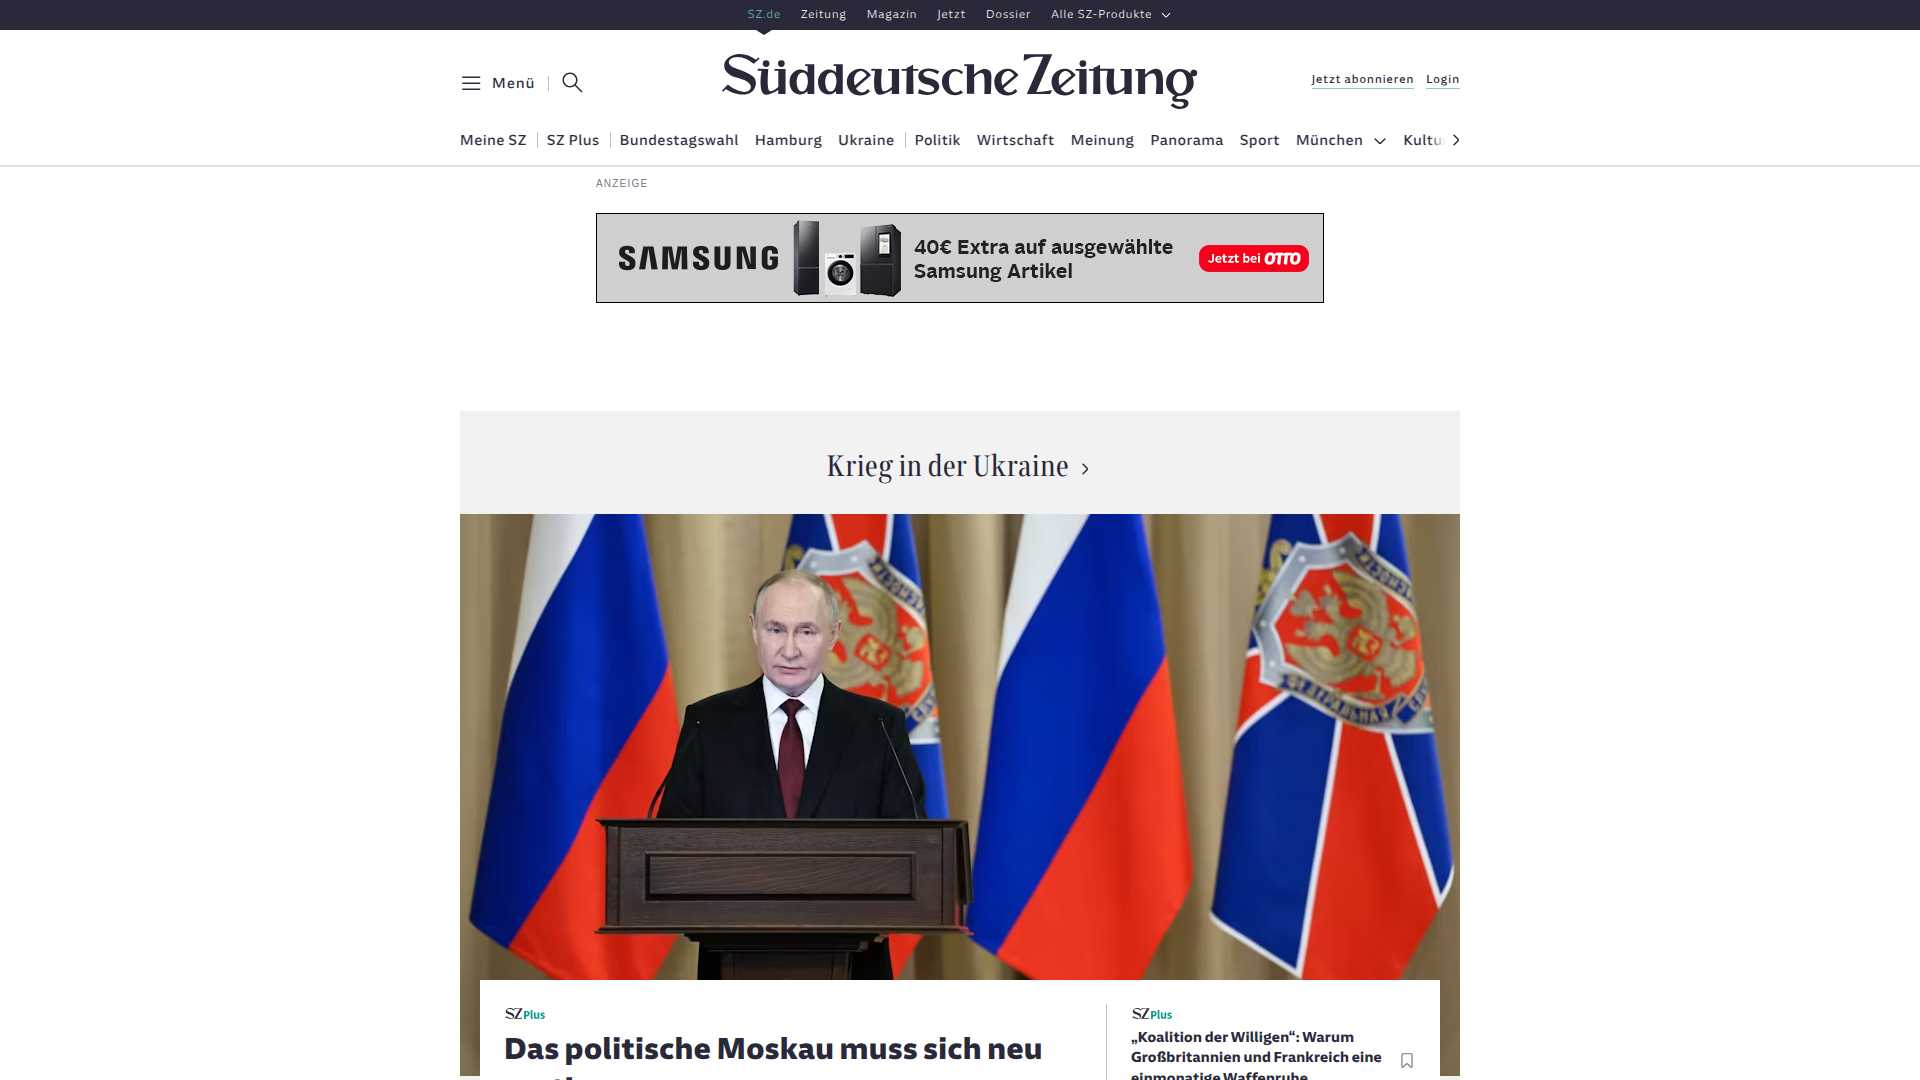 SZ.de Zeitung Magazin Jetzt Dossier Alle SZ-Produkte
Menü
Süddeutsche Zeitung
Jetzt abonnieren Login
Meine SZ SZ Plus Bundestagswahl Hamburg Ukraine Politik Wirtschaft Meinung Panorama Sport München Kultu
ANZEIGE
SAMSUNG
40€ Extra auf ausgewählte
Samsung Artikel
Jetzt bei OTTO
Krieg in der Ukraine
SZ Plus
Das politische Moskau muss sich neu
SZ Plus
„Koalition der Willigen“: Warum
Großbritannien und Frankreich eine
einmonatige Waffenruhe